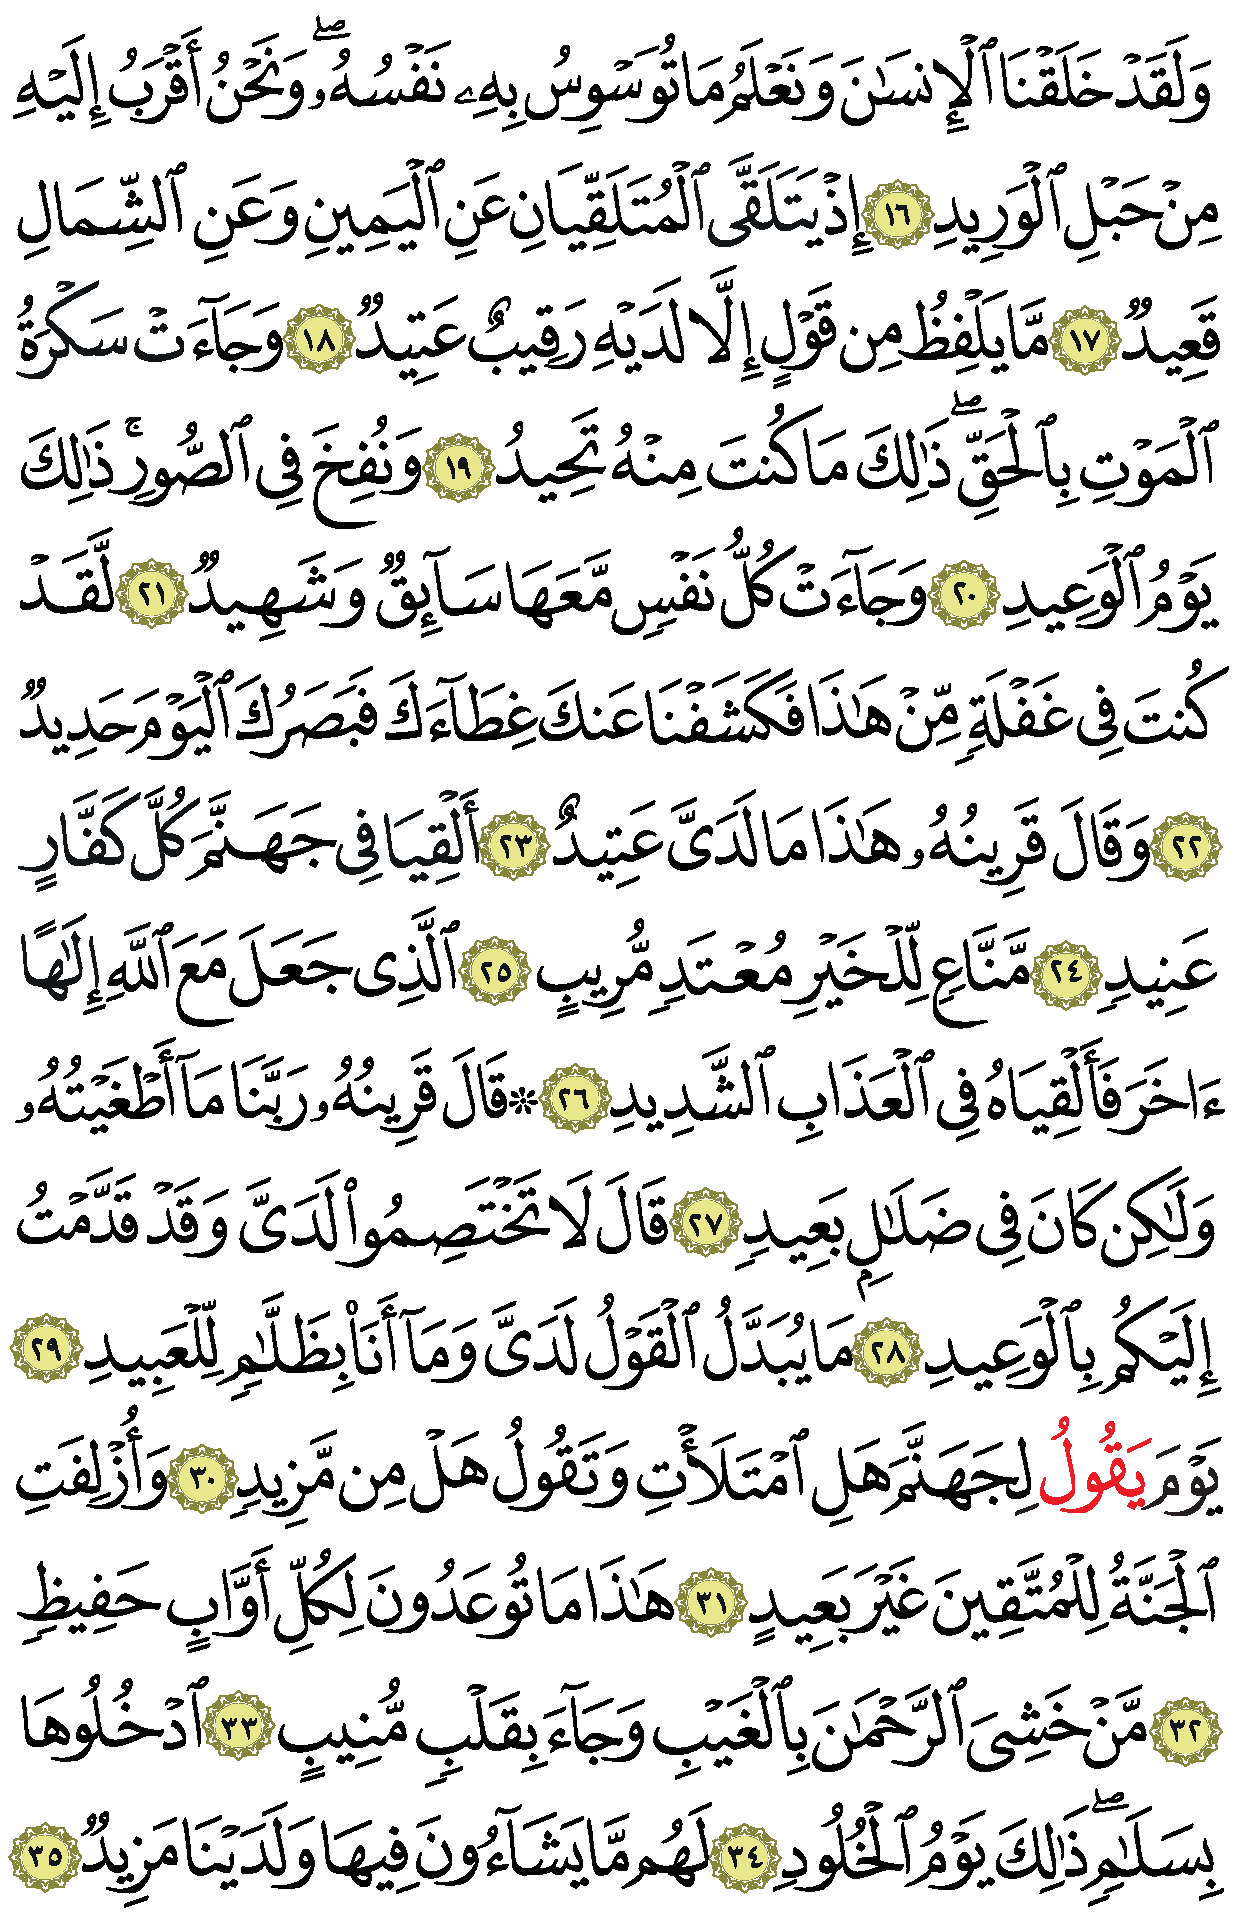 وَلَقَدۡ خَلَقۡنَا ٱلۡإِنسَٰنَ وَنَعۡلَمُ مَا تُوَسۡوِسُ بِهِۦ نَفۡسُهُۥۖ وَنَحۡنُ أَقۡرَبُ إِلَيۡهِ
مِنۡ حَبۡلِ ٱلۡوَرِيدِ ١٦ إِذۡ يَتَلَقَّى ٱلۡمُتَلَقِّيَانِ عَنِ ٱلۡيَمِينِ وَعَنِ ٱلشِّمَالِ
قَعِيدٞ ١٧ مَّا يَلۡفِظُ مِن قَوۡلٍ إِلَّا لَدَيۡهِ رَقِيبٌ عَتِيدٞ ١٨ وَجَآءَتۡ سَكۡرَةُ
ٱلۡمَوۡتِ بِٱلۡحَقِّۖ ذَٰلِكَ مَا كُنتَ مِنۡهُ تَحِيدُ ١٩ وَنُفِخَ فِي ٱلصُّورِۚ ذَٰلِكَ
يَوۡمُ ٱلۡوَعِيدِ ٢٠ وَجَآءَتۡ كُلُّ نَفۡسٖ مَّعَهَا سَآئِقٞ وَشَهِيدٞ ٢١ لَّقَدۡ
كُنتَ فِي غَفۡلَةٖ مِّنۡ هَٰذَا فَكَشَفۡنَا عَنكَ غِطَآءَكَ فَبَصَرُكَ ٱلۡيَوۡمَ حَدِيدٞ
٢٢ وَقَالَ قَرِينُهُۥ هَٰذَا مَا لَدَيَّ عَتِيدٌ ٢٣ أَلۡقِيَا فِي جَهَنَّمَ كُلَّ كَفَّارٍ
عَنِيدٖ ٢٤ مَّنَّاعٖ لِّلۡخَيۡرِ مُعۡتَدٖ مُّرِيبٍ ٢٥ ٱلَّذِي جَعَلَ مَعَ ٱللَّهِ إِلَٰهًا
ءَاخَرَ فَأَلۡقِيَاهُ فِي ٱلۡعَذَابِ ٱلشَّدِيدِ ٢٦ ۞قَالَ قَرِينُهُۥ رَبَّنَا مَآ أَطۡغَيۡتُهُۥ
وَلَٰكِن كَانَ فِي ضَلَٰلِۭ بَعِيدٖ ٢٧ قَالَ لَا تَخۡتَصِمُواْ لَدَيَّ وَقَدۡ قَدَّمۡتُ
إِلَيۡكُم بِٱلۡوَعِيدِ ٢٨ مَا يُبَدَّلُ ٱلۡقَوۡلُ لَدَيَّ وَمَآ أَنَا۠ بِظَلَّٰمٖ لِّلۡعَبِيدِ ٢٩
يَوۡمَ يَقُولُ لِجَهَنَّمَ هَلِ ٱمۡتَلَأۡتِ وَتَقُولُ هَلۡ مِن مَّزِيدٖ ٣٠ وَأُزۡلِفَتِ
ٱلۡجَنَّةُ لِلۡمُتَّقِينَ غَيۡرَ بَعِيدٍ ٣١ هَٰذَا مَا تُوعَدُونَ لِكُلِّ أَوَّابٍ حَفِيظٖ
٣٢ مَّنۡ خَشِيَ ٱلرَّحۡمَٰنَ بِٱلۡغَيۡبِ وَجَآءَ بِقَلۡبٖ مُّنِيبٍ ٣٣ ٱدۡخُلُوهَا
بِسَلَٰمٖۖ ذَٰلِكَ يَوۡمُ ٱلۡخُلُودِ ٣٤ لَهُم مَّا يَشَآءُونَ فِيهَا وَلَدَيۡنَا مَزِيدٞ ٣٥